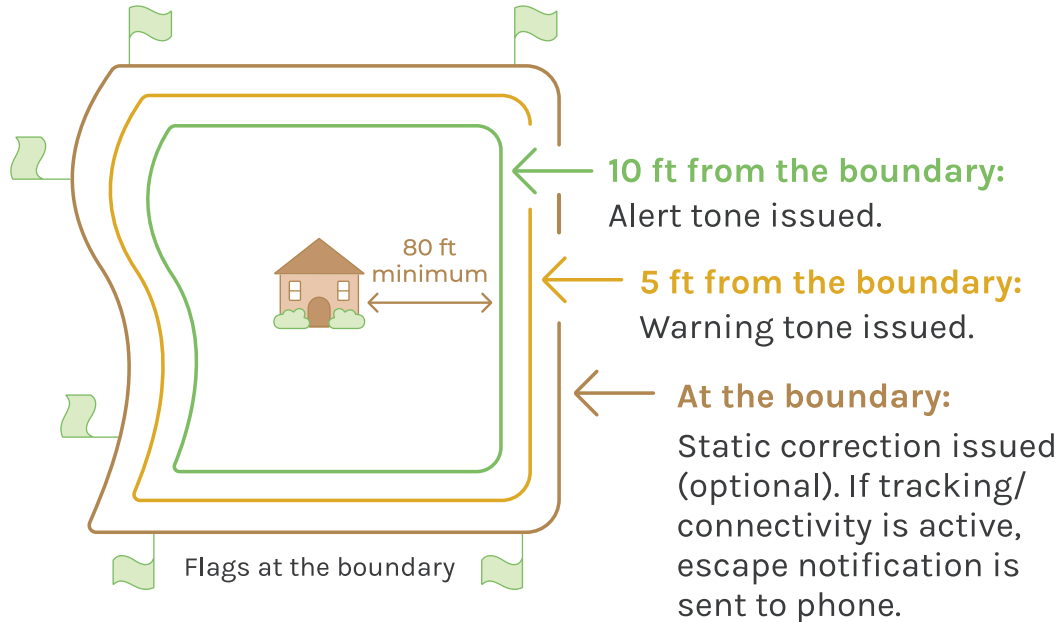 80 ft
minimum
10 ft from the boundary:
Alert tone issued.
5 ft from the boundary:
Warning tone issued.
At the boundary:
Static correction issued
(optional). If tracking/
connectivity is active,
escape notification is
sent to phone.
Flags at the boundary